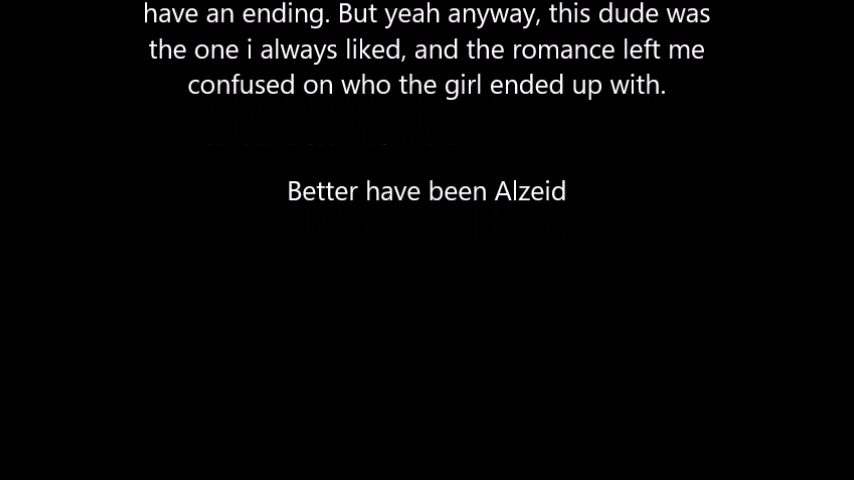 have an ending. But yeah anyway, this dude was
the one i always liked, and the romance left me
confused on who the girl ended up with.
Better have been Alzeid